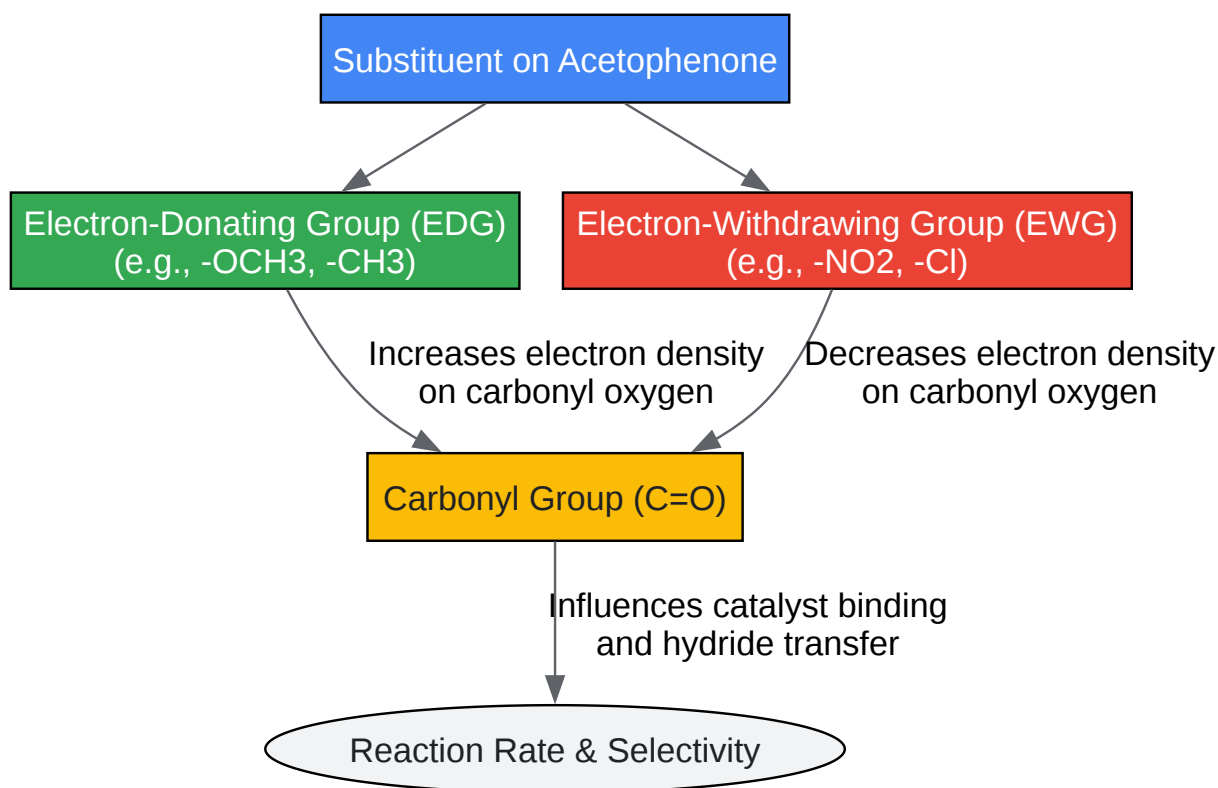 Substituent on Acetophenone
Electron-Donating Group (EDG)
(e.g., -OCH3, -CH3)
Electron-Withdrawing Group (EWG)
(e.g., -NO2, -Cl)
Increases electron density
on carbonyl oxygen
Decreases electron density
on carbonyl oxygen
Carbonyl Group (C=O)
Influences catalyst binding
and hydride transfer
Reaction Rate & Selectivity